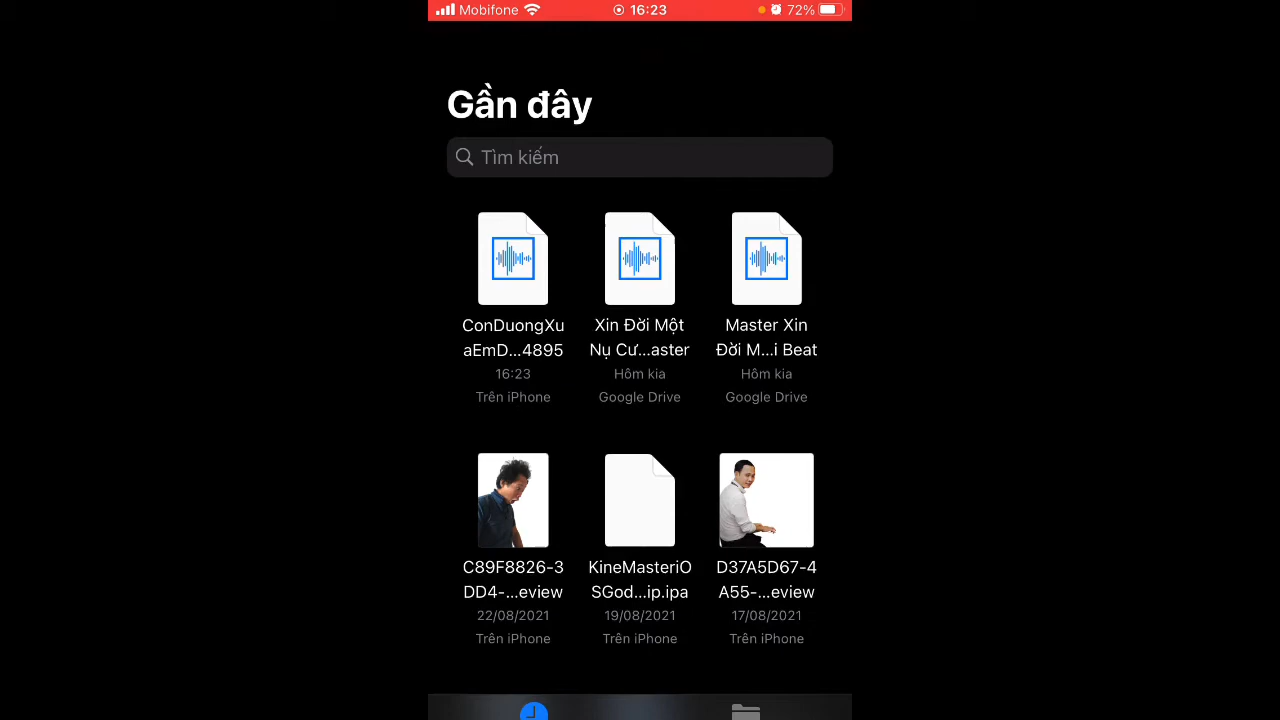 Mobifone 16:23 72%
Gần đây
Tìm kiếm
ConDuongXu
aEmD...4895
16:23
Trên iPhone
Xin Đời Một
Nụ Cư...aster
Hôm kia
Google Drive
Master Xin
Đời M...i Beat
Hôm kia
Google Drive
C89F8826-3
DD4-...eview
22/08/2021
Trên iPhone
KineMasteriO
SGod...ip.ipa
19/08/2021
Trên iPhone
D37A5D67-4
A55-...eview
17/08/2021
Trên iPhone